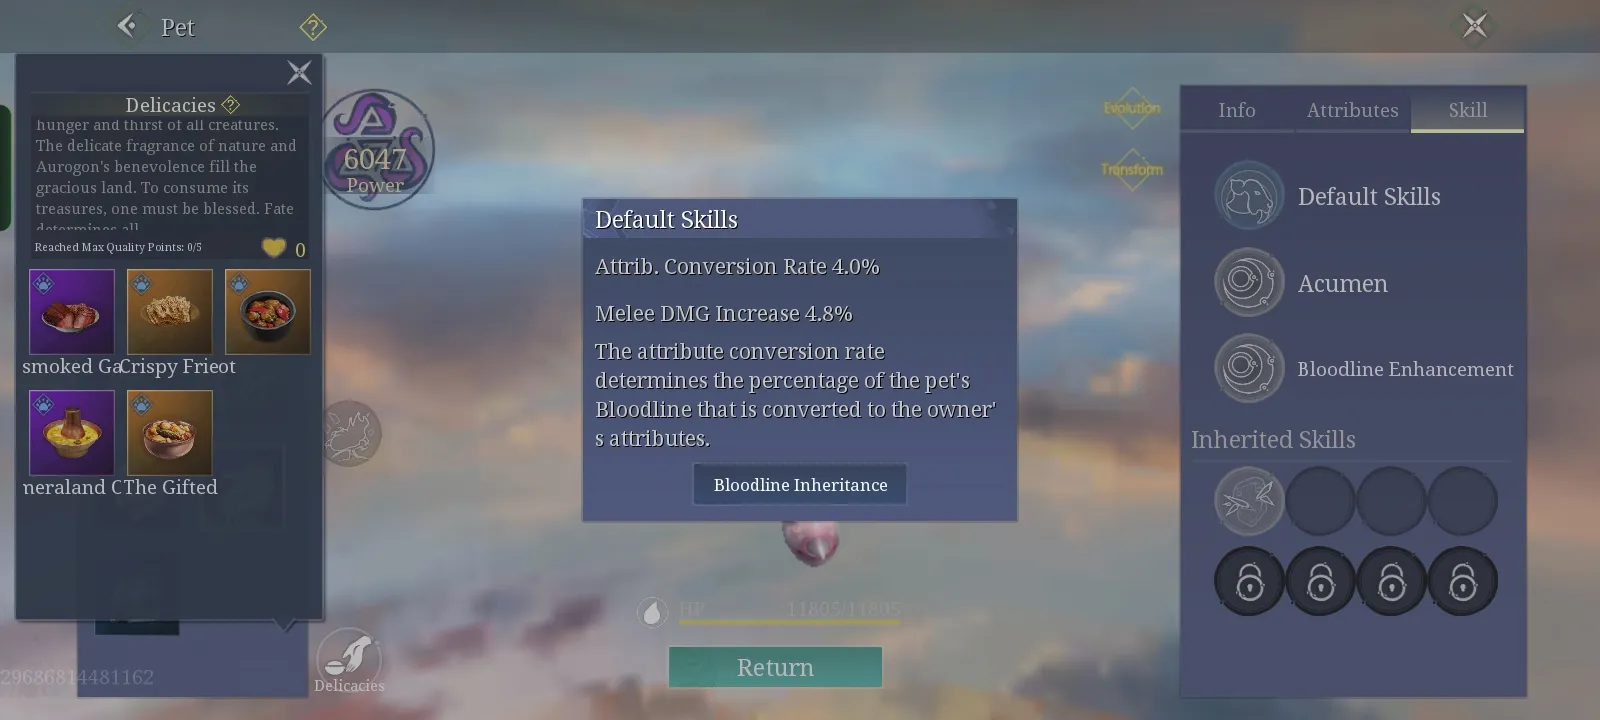 Pet
?
Delicacies ?
hunger and thirst of all creatures.
The delicate fragrance of nature and
Aurogon's benevolence fill the
gracious land. To consume its
treasures, one must be blessed. Fate
determines all
Reached Max Quality Points: 0/5
0
smoked Ga
Crispy Frie
ot
neraland C
The Gifted
6047
Power
Evolution
Transform
Default Skills
Attrib. Conversion Rate 4.0%
Melee DMG Increase 4.8%
The attribute conversion rate
determines the percentage of the pet's
Bloodline that is converted to the owner'
s attributes.
Bloodline Inheritance
HP 11805/11805
Return
29686814481162
Delicacies
Info
Attributes
Skill
Default Skills
Acumen
Bloodline Enhancement
Inherited Skills